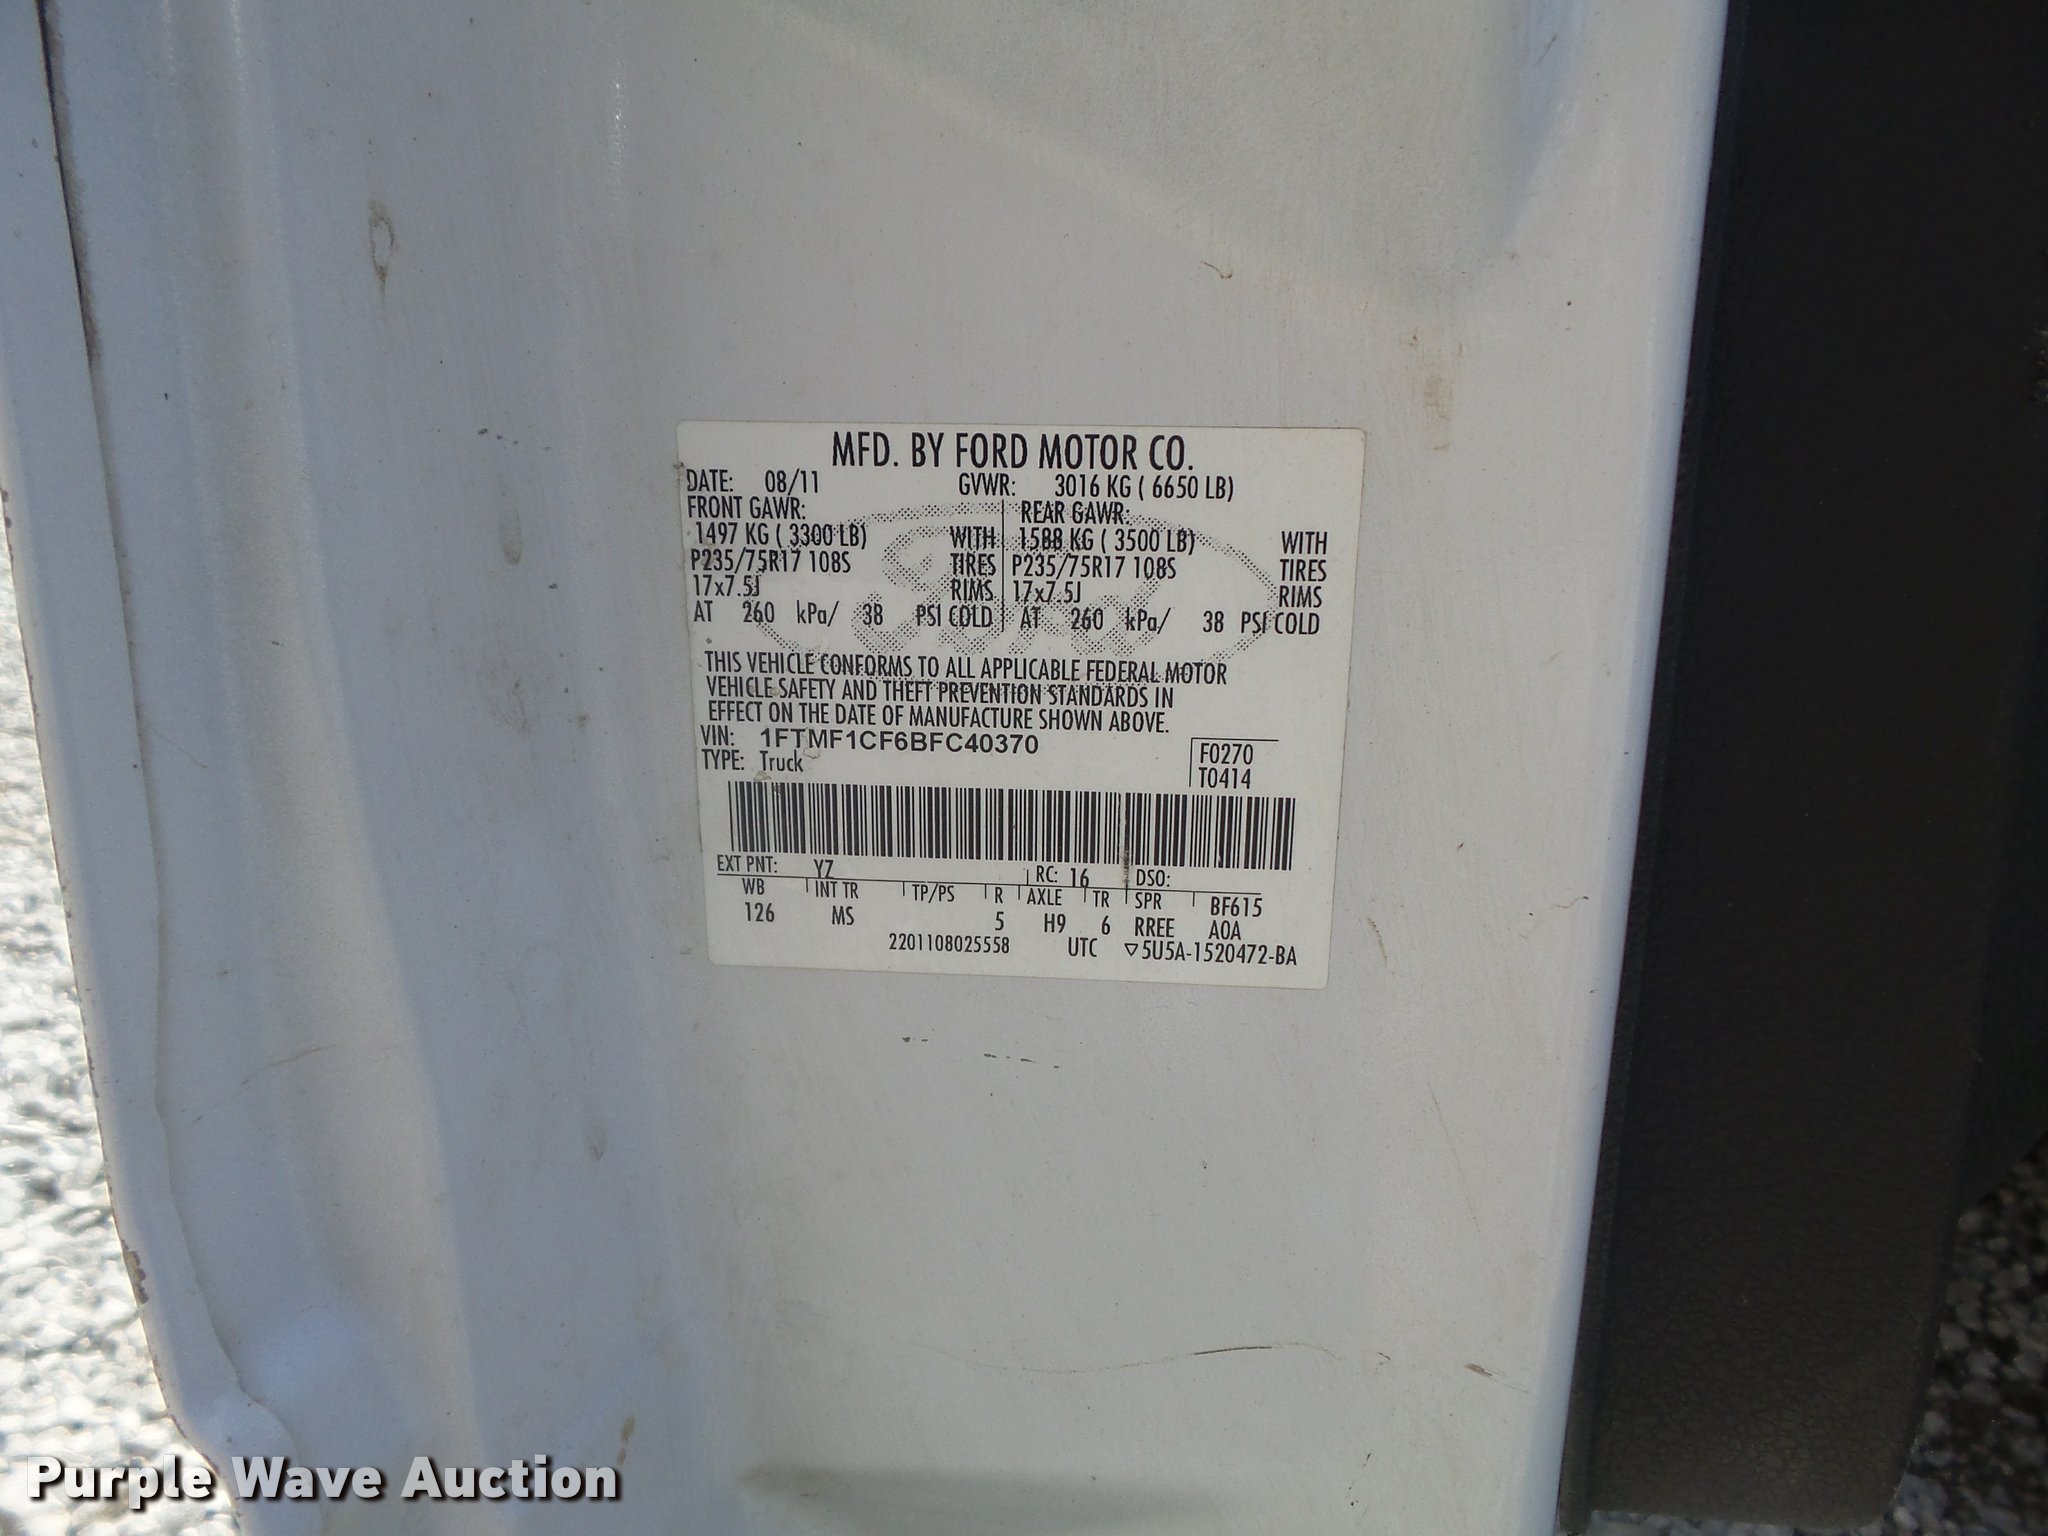 MFD. BY FORD MOTOR CO.
DATE: 08/11 GVWR: 3016 KG ( 6650 LB)
FRONT GAWR: REAR GAWR:
1497 KG ( 3300 LB) WITH 1588 KG ( 3500 LB) WITH
P235/75R17 108S TIRES P235/75R17 108S TIRES
17x7.5J RIMS 17x7.5J RIMS
AT 260 kPa/ 38 PSI COLD AT 260 kPa/ 38 PSI COLD
THIS VEHICLE CONFORMS TO ALL APPLICABLE FEDERAL MOTOR
VEHICLE SAFETY AND THEFT PREVENTION STANDARDS IN
EFFECT ON THE DATE OF MANUFACTURE SHOWN ABOVE.
VIN: 1FTMF1CF6BFC40370
TYPE: Truck
F0270
T0414
EXT PNT: YZ RC: 16 DSO:
WB INT TR TP/PS R AXLE TR SPR BF615
126 MS 5 H9 6 RREE A0A
2201108025558 UTC ▽5U5A-1520472-BA
Ford
Purple Wave Auction